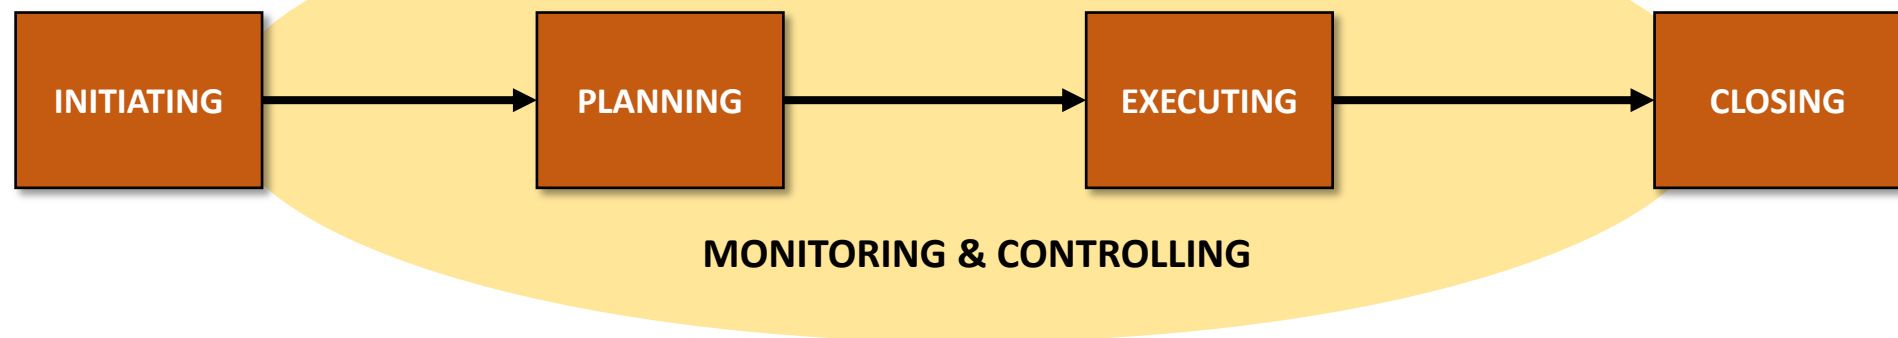 INITIATING
PLANNING
EXECUTING
CLOSING
MONITORING & CONTROLLING